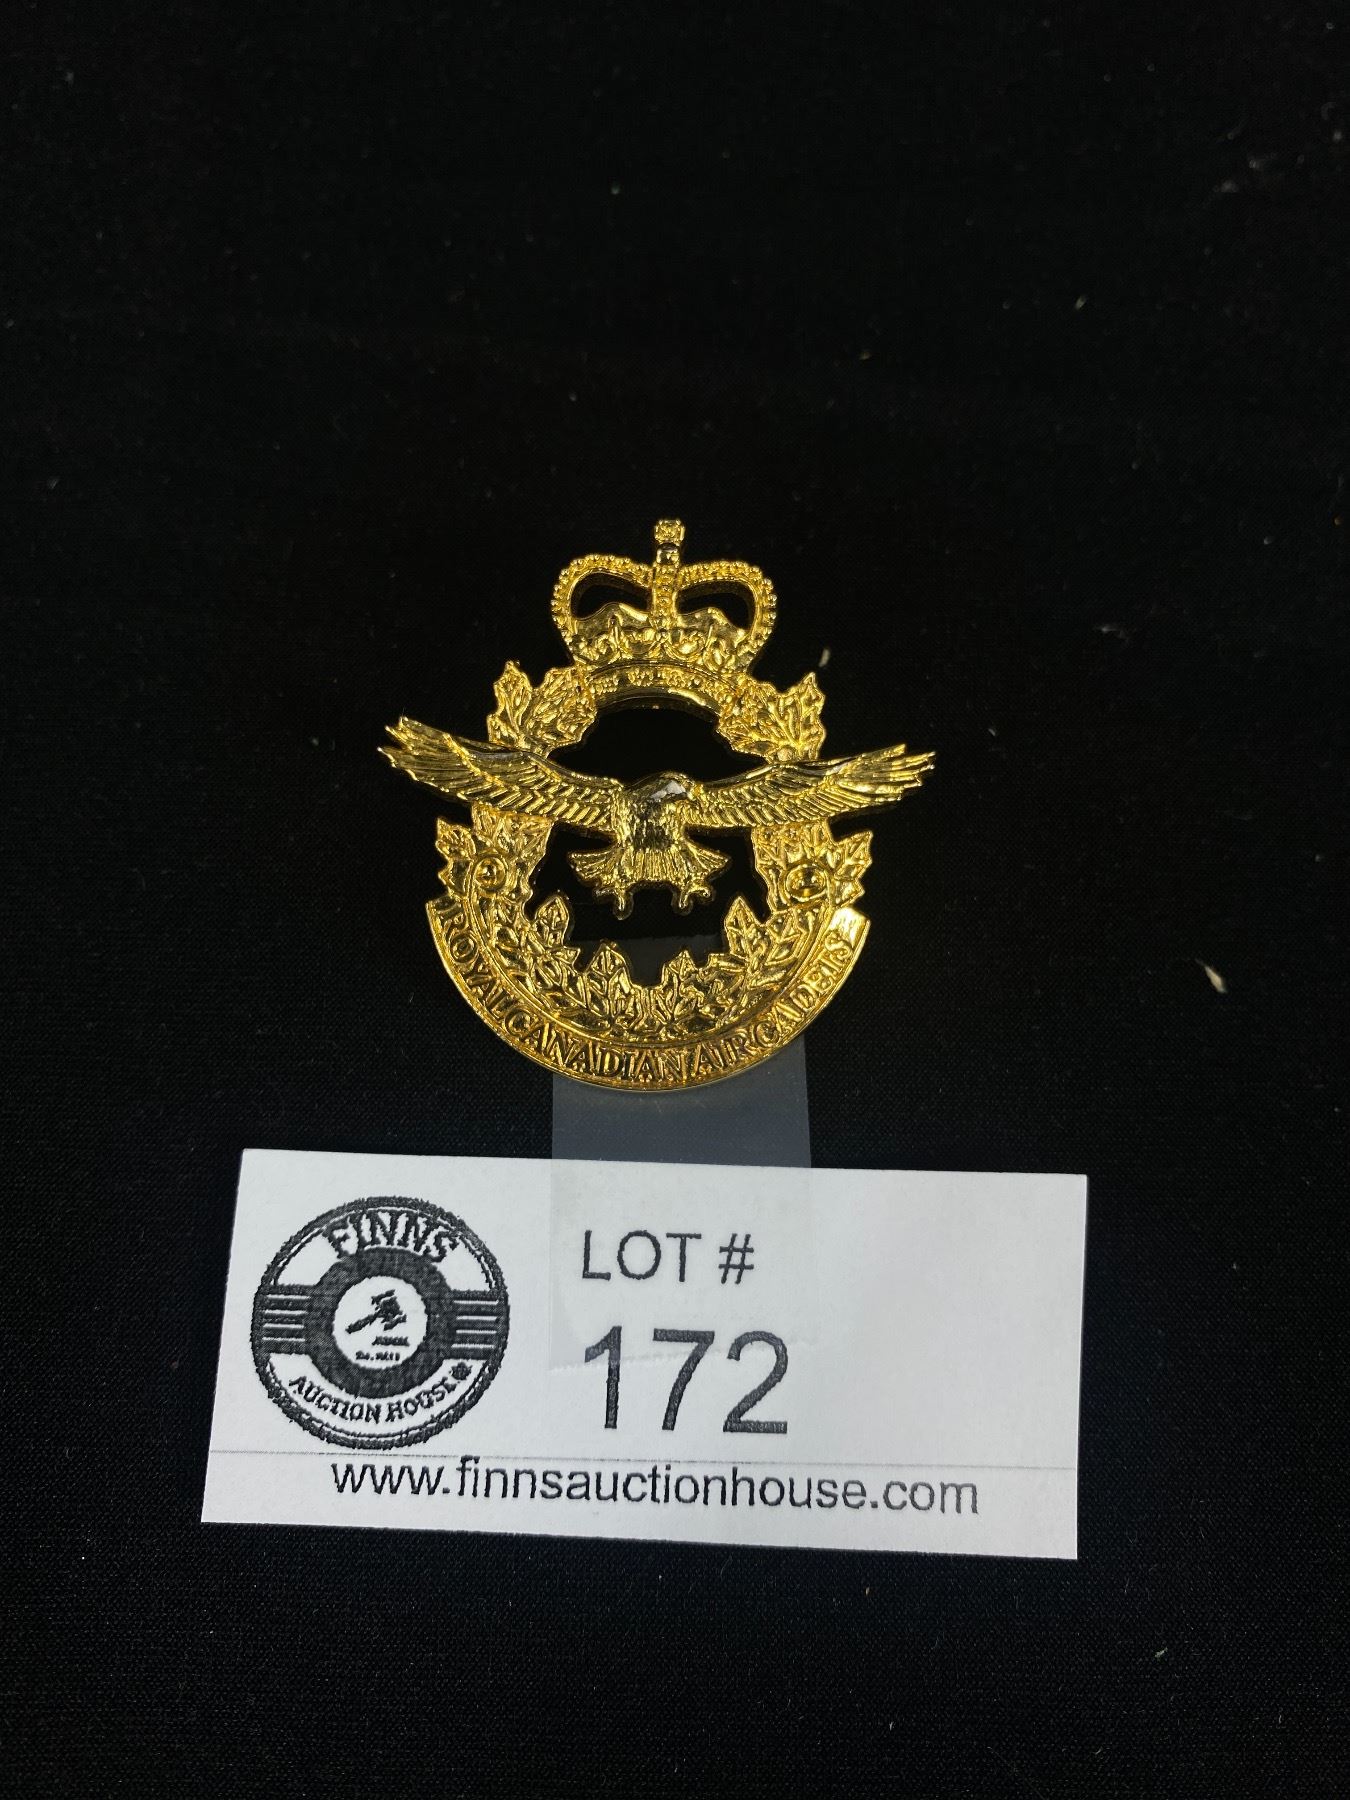 ROYAL CANADIAN AIR CADETS
FINNS
AUCTION HOUSE
LOT #
172
www.finnsauctionhouse.com